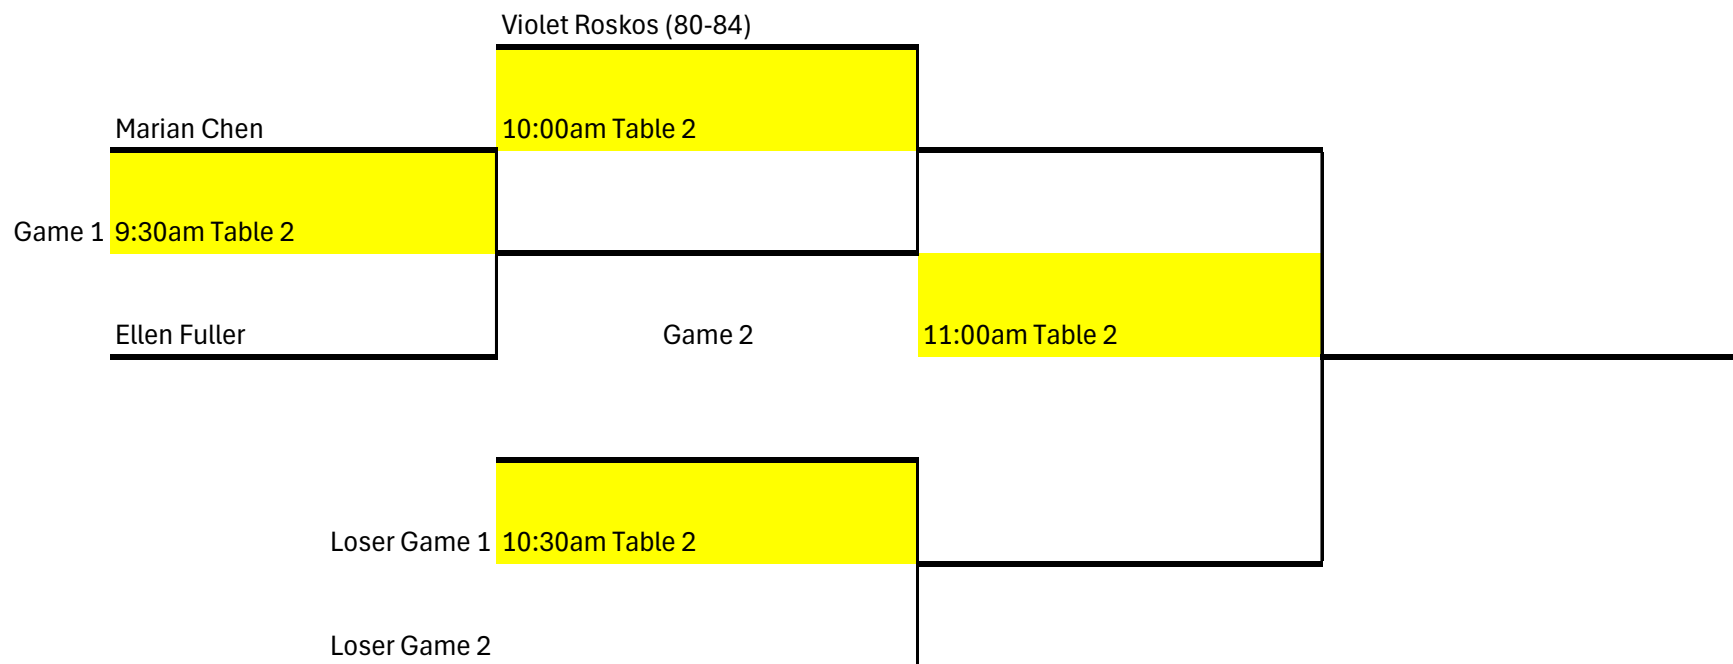 Violet Roskos (80-84)
Marian Chen
10:00am Table 2
Game 1
9:30am Table 2
Ellen Fuller
Game 2
11:00am Table 2
Loser Game 1
10:30am Table 2
Loser Game 2